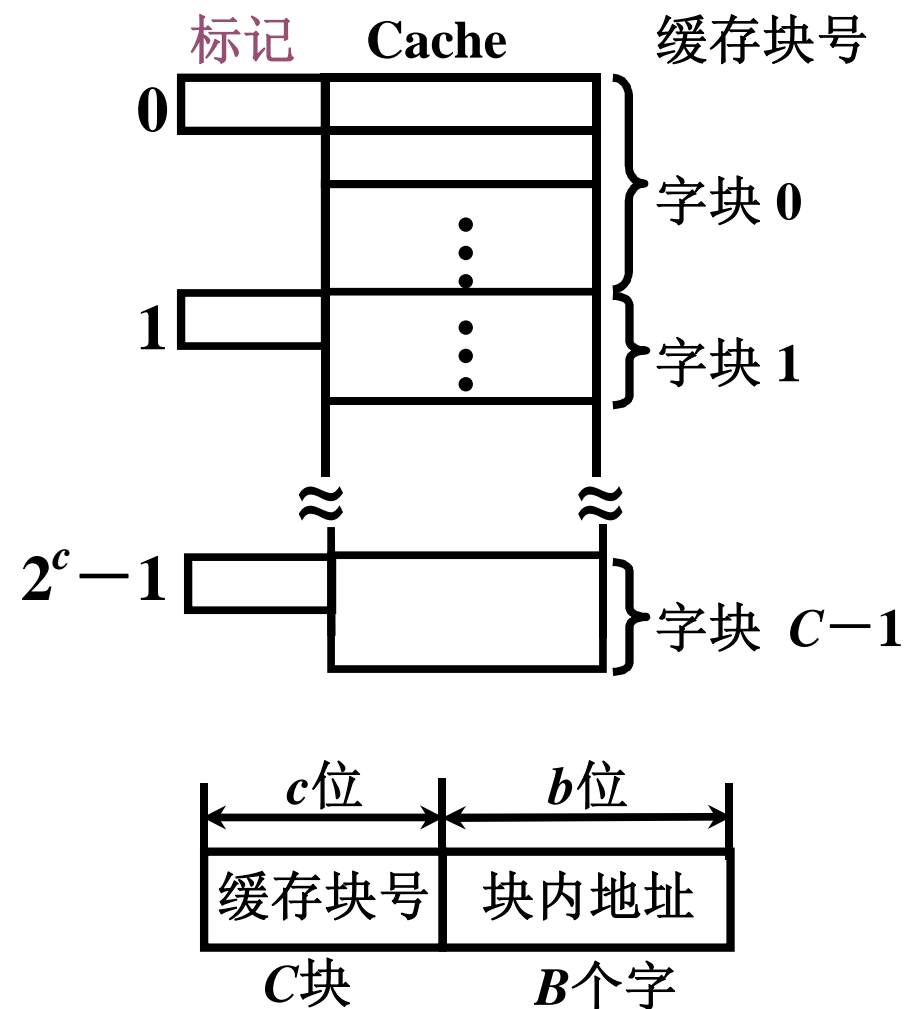 标记 Cache 缓存块号
0
字块 0
1
字块 1
2^c－1
字块 C－1
c位 b位
缓存块号 块内地址
C块 B个字